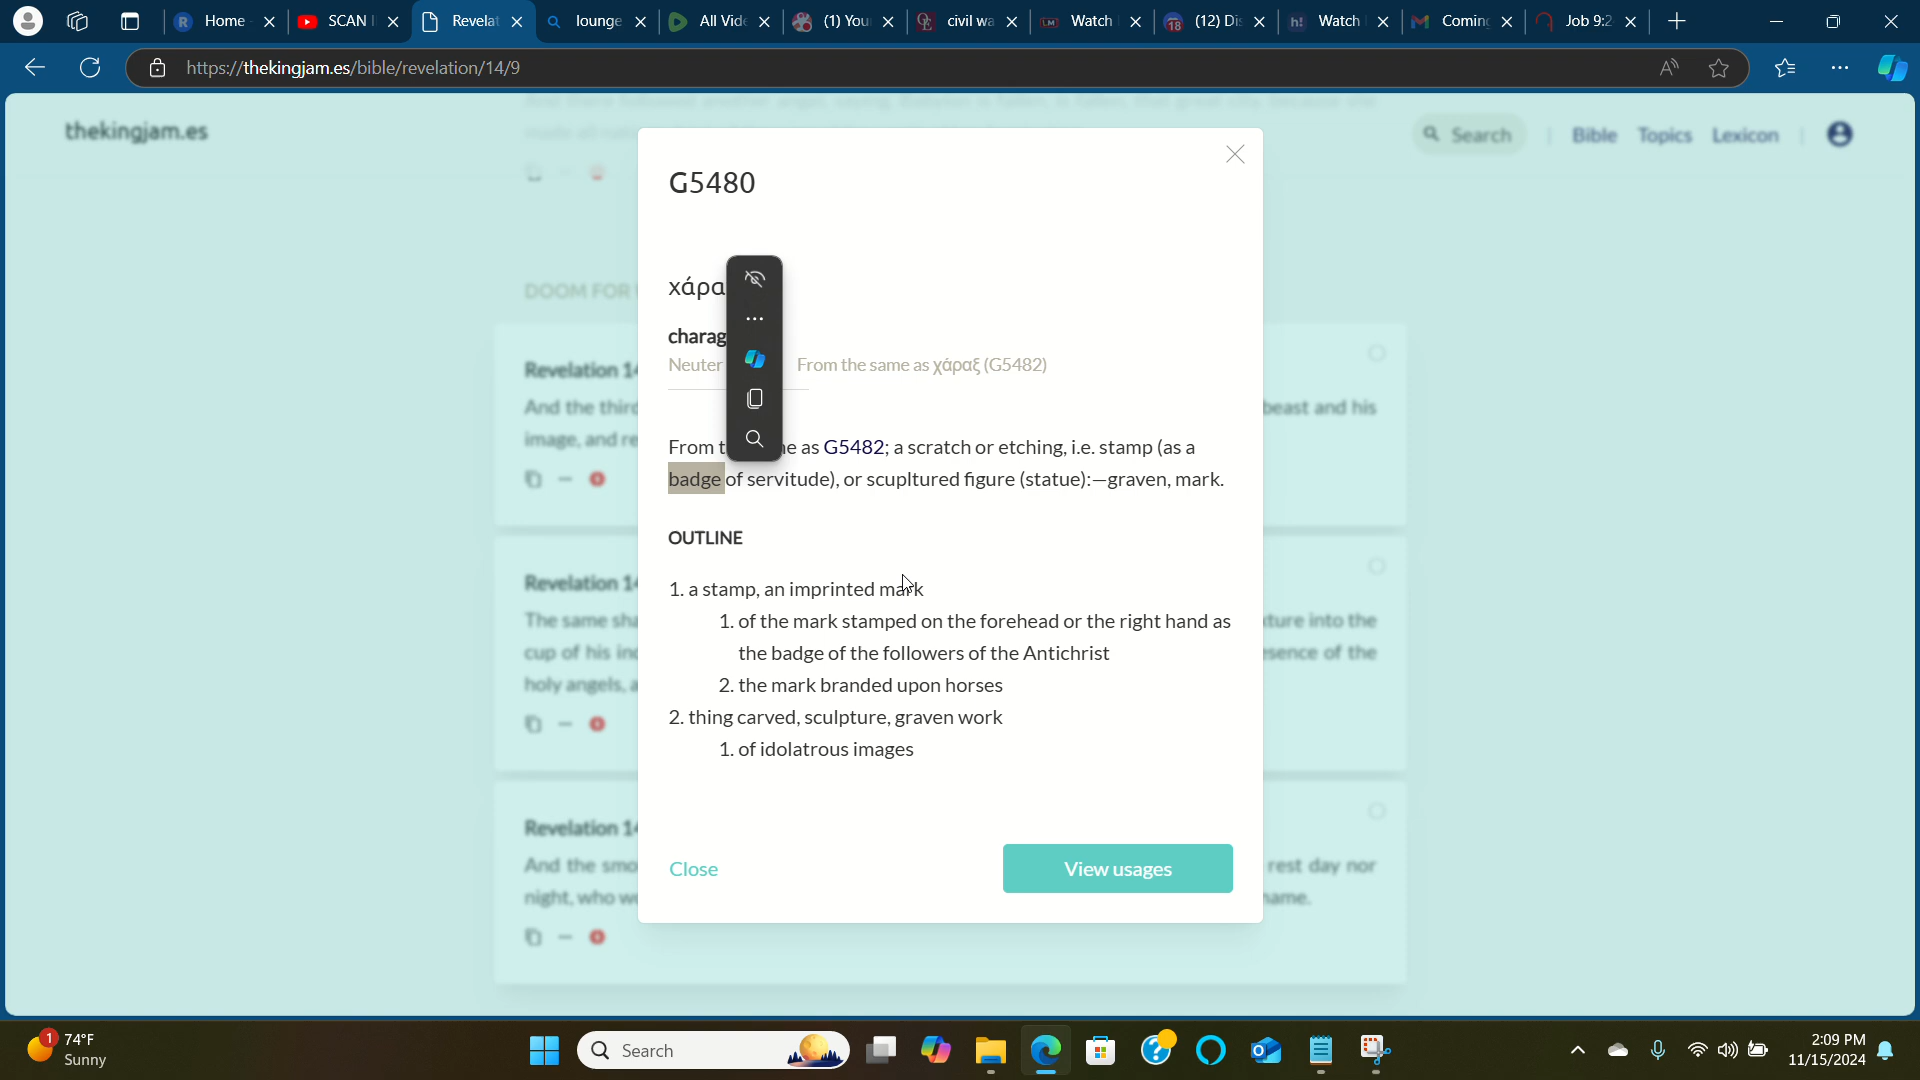 Home
SCAN
Revelat
lounge
All Vide
(1) You
civil wa
Watch
(12) Dis
Watch
Coming
Job 9:2
https://thekingjam.es/bible/revelation/14/9
thekingjam.es
Search
Bible
Topics
Lexicon
G5480
χάρα
charag
Neuter
From the same as χάραξ (G5482)
From t
e as G5482; a scratch or etching, i.e. stamp (as a
badge of servitude), or scupltured figure (statue):—graven, mark.
OUTLINE
1. a stamp, an imprinted mark
1. of the mark stamped on the forehead or the right hand as
the badge of the followers of the Antichrist
2. the mark branded upon horses
2. thing carved, sculpture, graven work
1. of idolatrous images
Close
View usages
DOOM FOR
Revelation 14
And the third
beast and his
image, and re
Revelation 14
The same sha
ture into the
cup of his ind
esence of the
holy angels, a
Revelation 14
And the smo
rest day nor
night, who w
name.
1
74°F
Sunny
Search
2:09 PM
11/15/2024